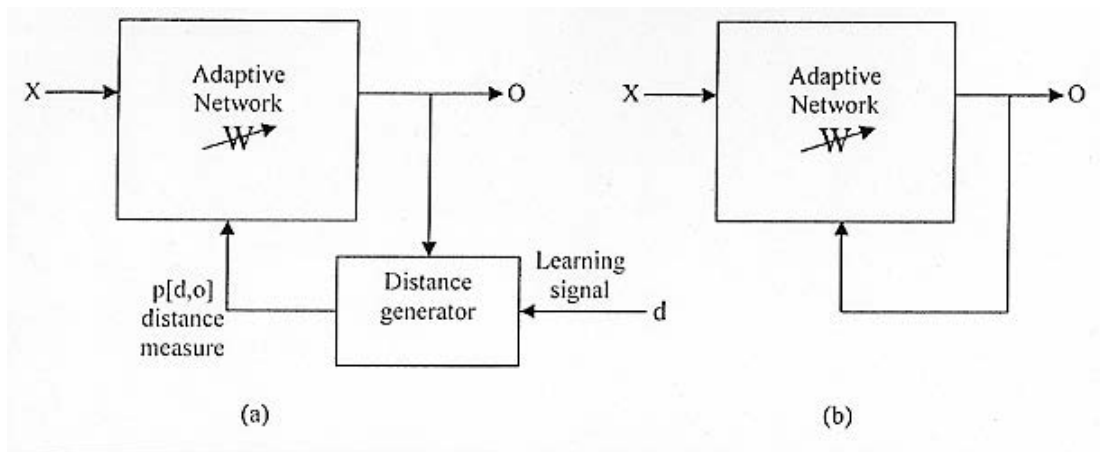 X
Adaptive
Network
W
O
p[d,o]
distance
measure
Distance
generator
Learning
signal
d
(a)
X
Adaptive
Network
W
O
(b)